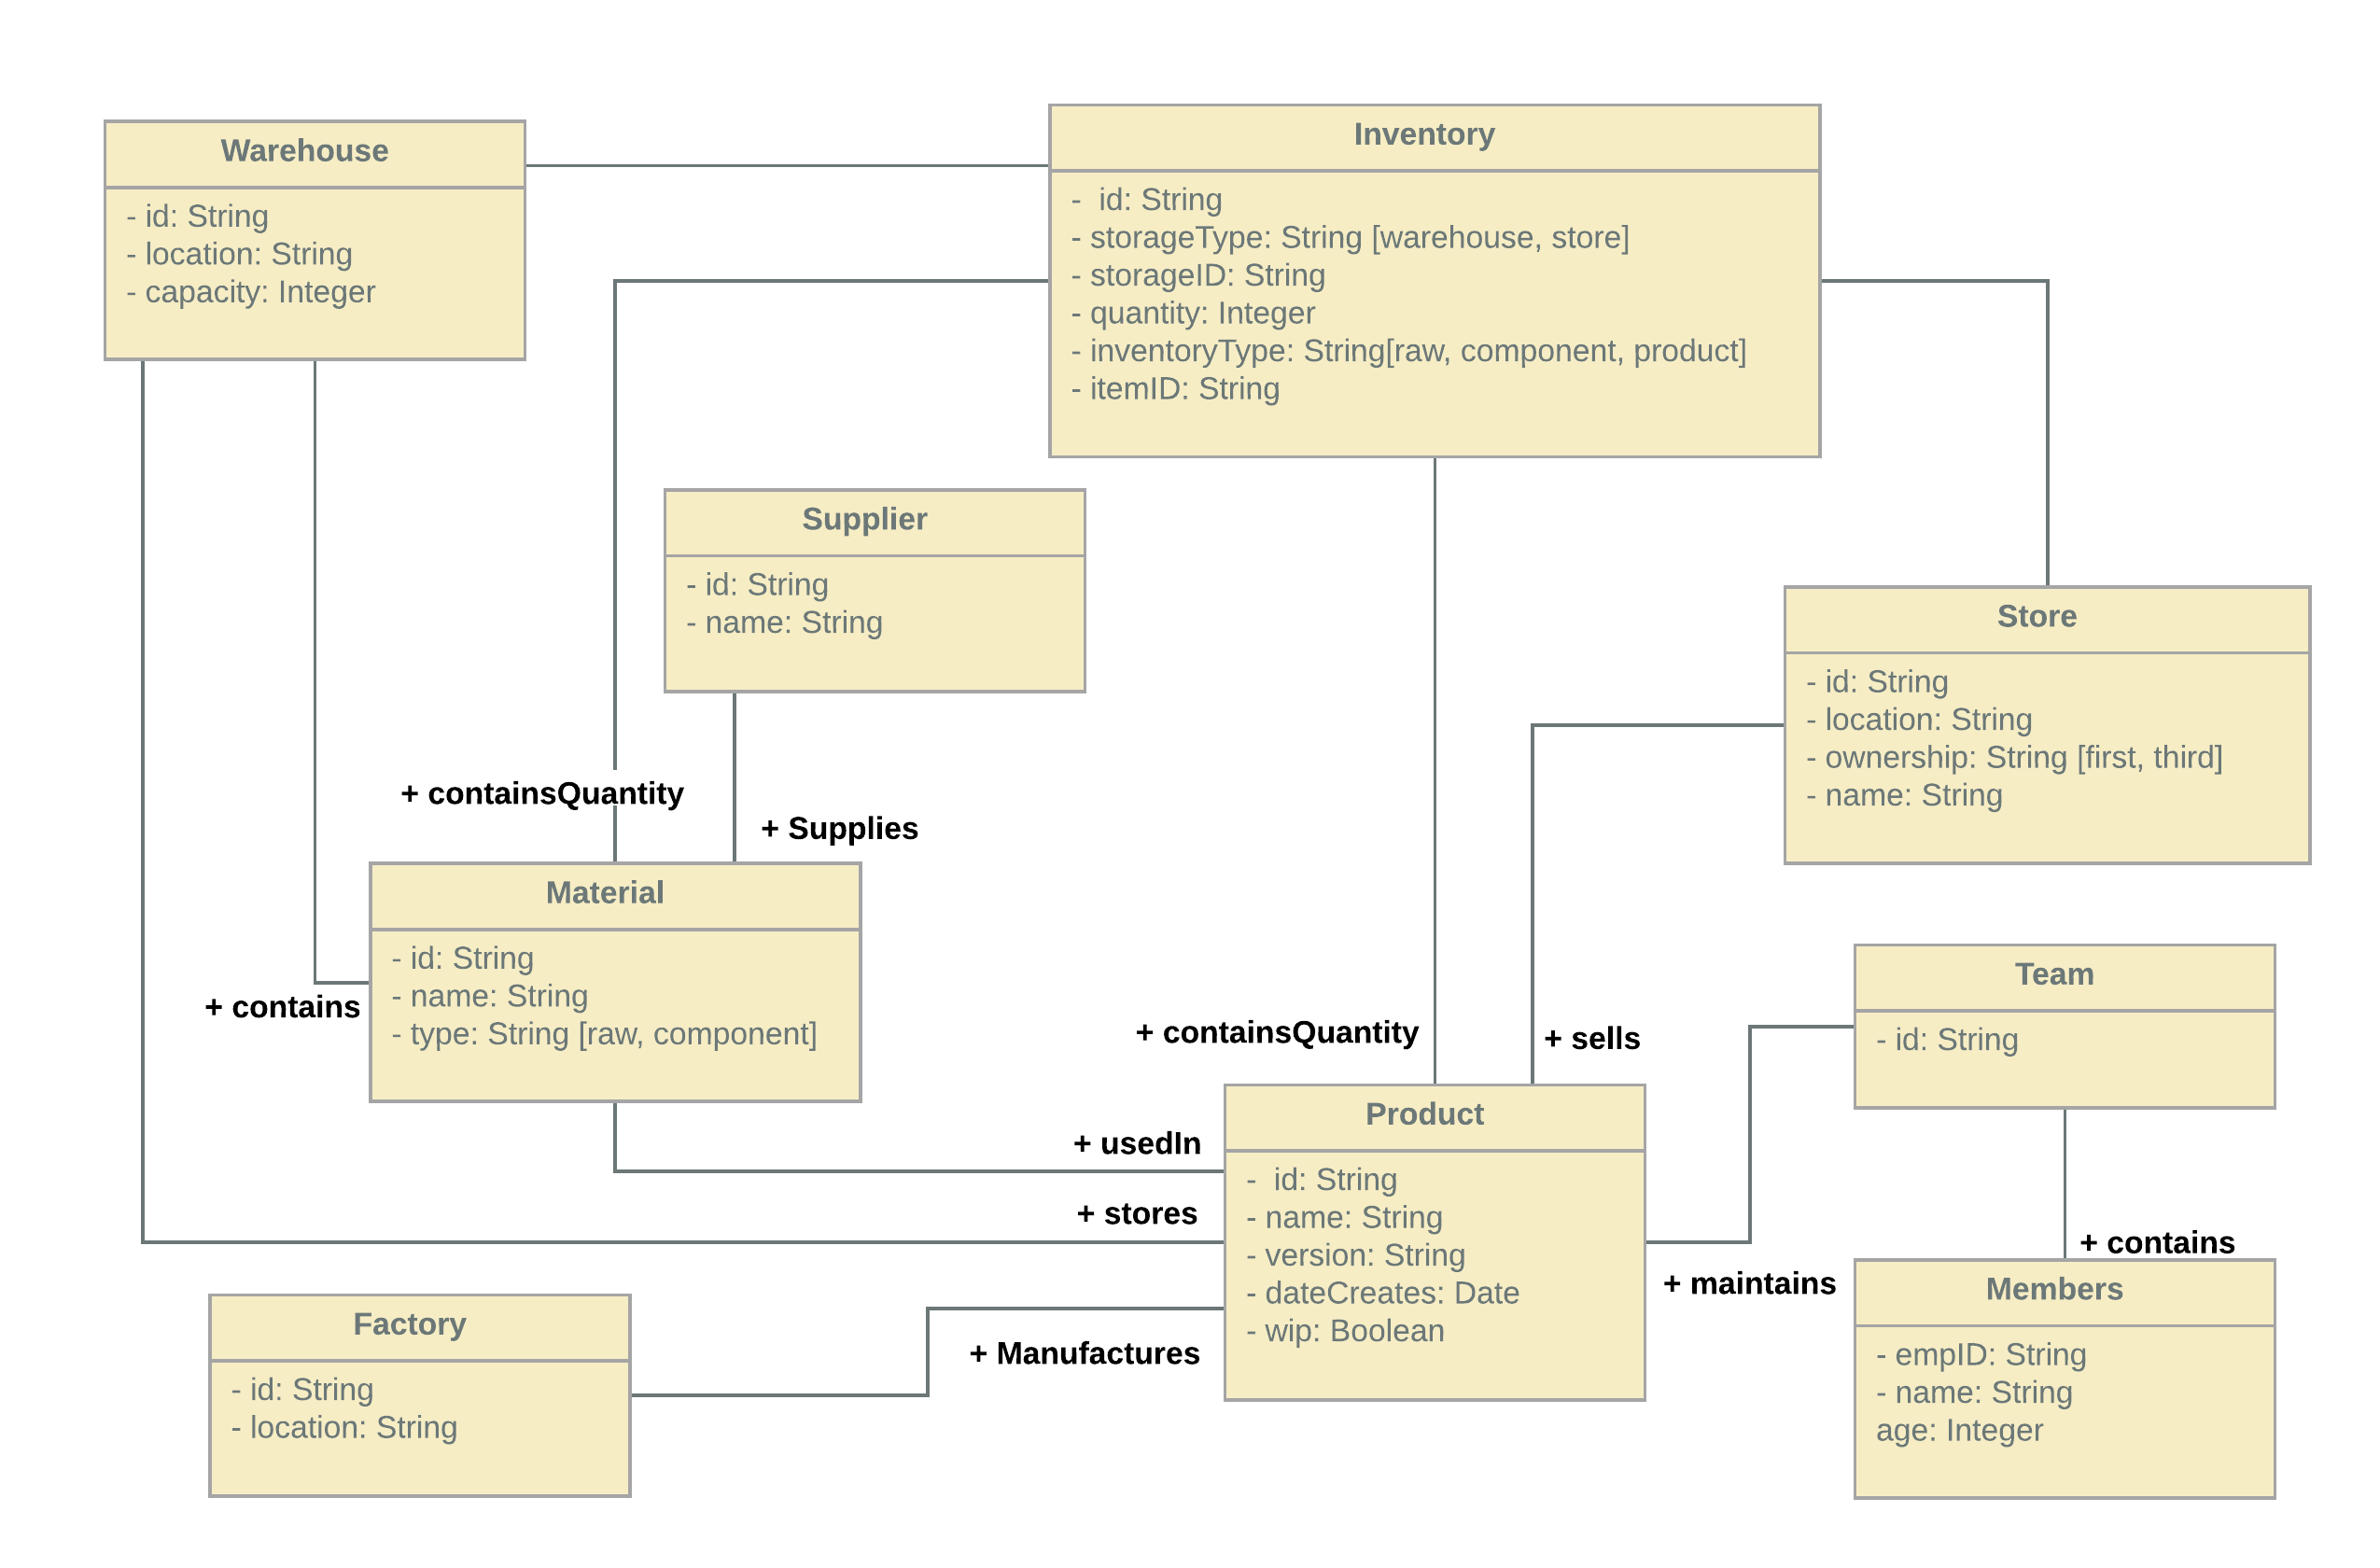 Warehouse
- id: String
- location: String
- capacity: Integer
Inventory
-  id: String
- storageType: String [warehouse, store]
- storageID: String
- quantity: Integer
- inventoryType: String[raw, component, product]
- itemID: String
Supplier
- id: String
- name: String
Store
- id: String
- location: String
- ownership: String [first, third]
- name: String
+ containsQuantity
+ Supplies
Material
- id: String
- name: String
- type: String [raw, component]
+ contains
+ containsQuantity
+ sells
Team
- id: String
+ usedIn
+ stores
Product
-  id: String
- name: String
- version: String
- dateCreates: Date
- wip: Boolean
+ maintains
+ contains
Members
- empID: String
- name: String
age: Integer
Factory
- id: String
- location: String
+ Manufactures